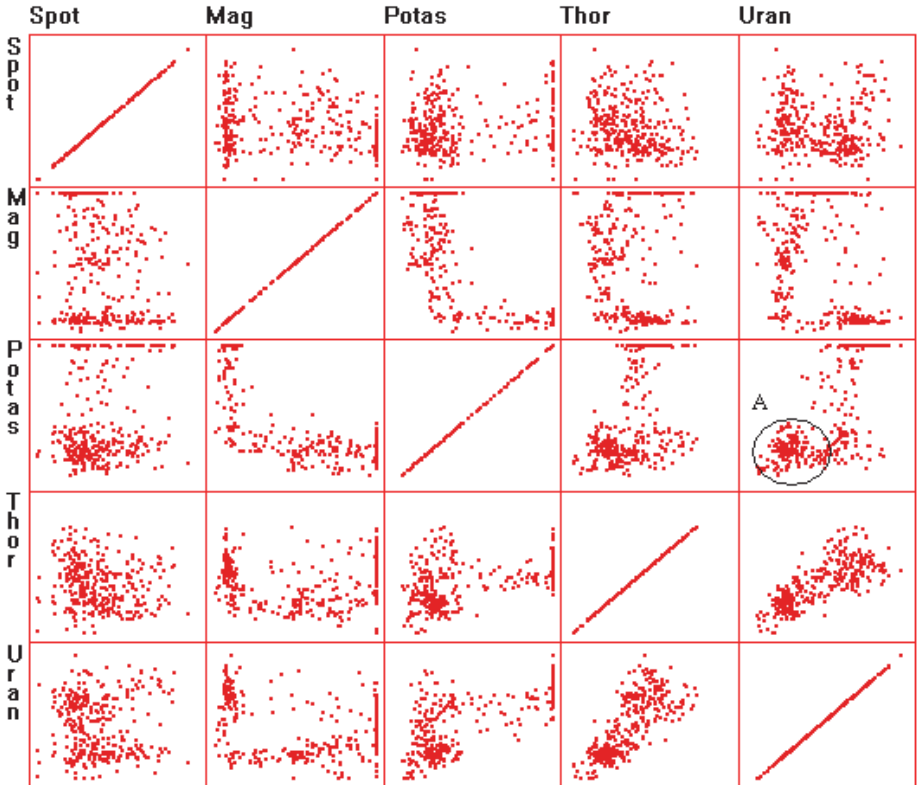 Spot Mag Potas Thor Uran
Spot
Mag
Potas
A
Thor
Uran